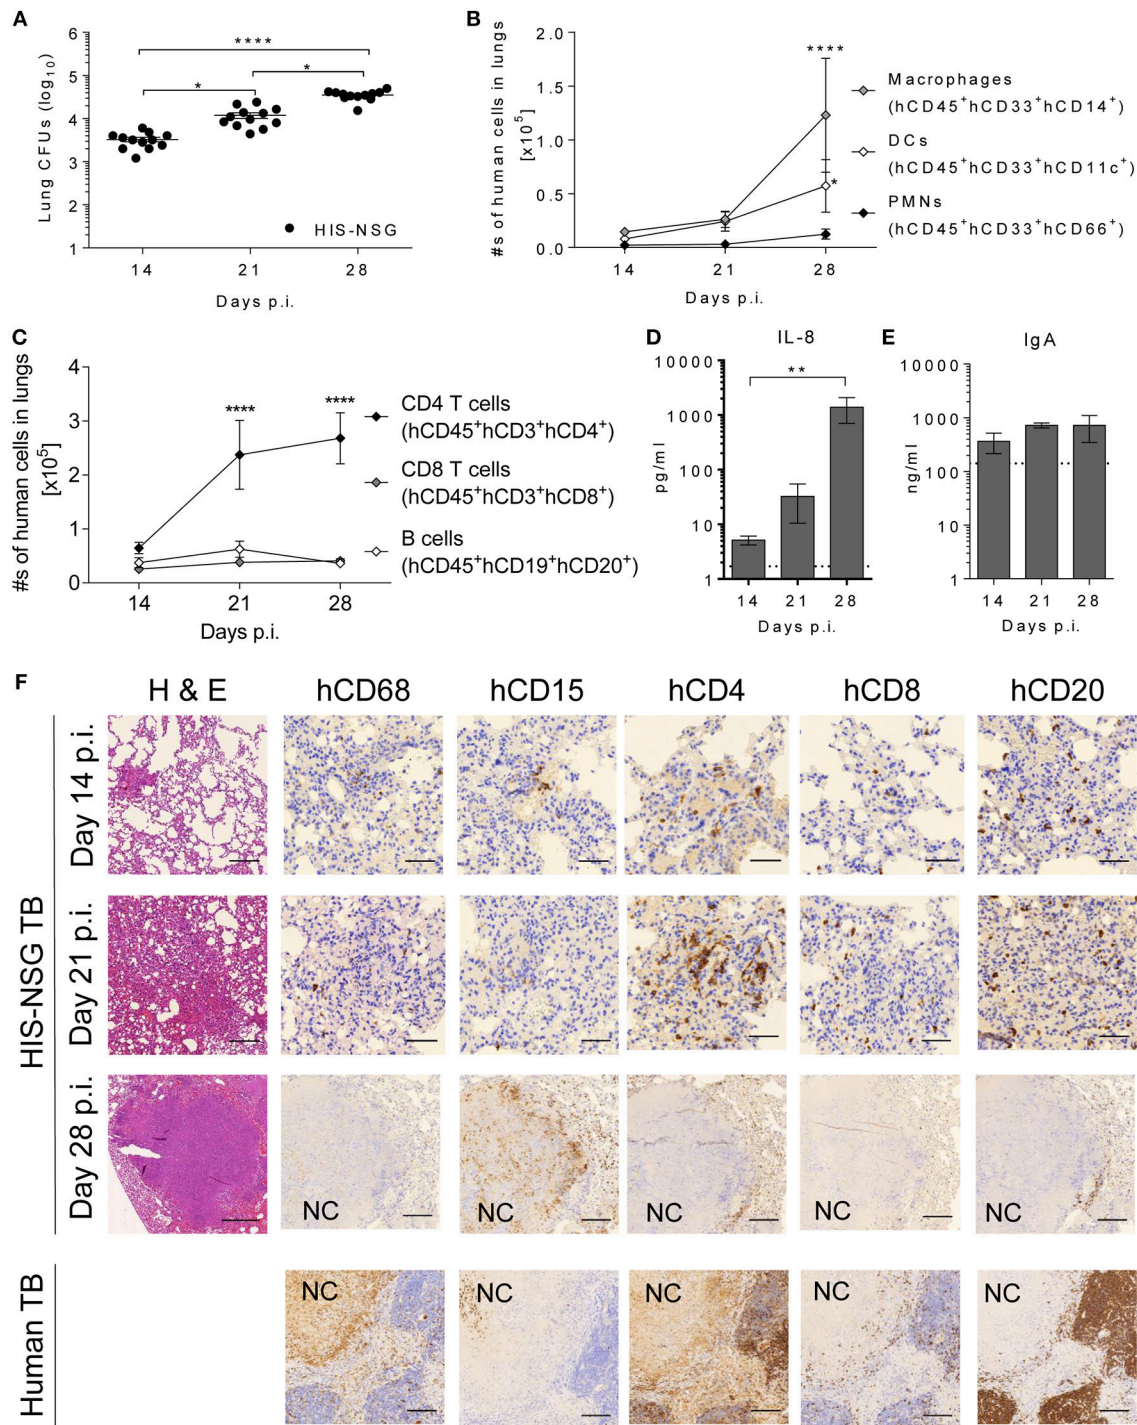 A
Lung CFUs (log10)
6
5
4
3
2
1
****
*
*
HIS-NSG
14 21 28
Days p.i.
B
#s of human cells in lungs
[x10^5]
2.0
1.5
1.0
0.5
0.0
****
*
14 21 28
Days p.i.
Macrophages
(hCD45+hCD33+hCD14+)
DCs
(hCD45+hCD33+hCD11c+)
PMNs
(hCD45+hCD33+hCD66+)
C
#s of human cells in lungs
[x10^5]
4
3
2
1
0
****
****
14 21 28
Days p.i.
CD4 T cells
(hCD45+hCD3+hCD4+)
CD8 T cells
(hCD45+hCD3+hCD8+)
B cells
(hCD45+hCD19+hCD20+)
D
IL-8
pg/ml
10000
1000
100
10
1
**
14 21 28
Days p.i.
E
IgA
ng/ml
10000
1000
100
10
1
14 21 28
Days p.i.
F
H & E hCD68 hCD15 hCD4 hCD8 hCD20
HIS-NSG TB
Day 14 p.i.
Day 21 p.i.
Day 28 p.i.
NC NC NC NC NC
Human TB
NC NC NC NC NC